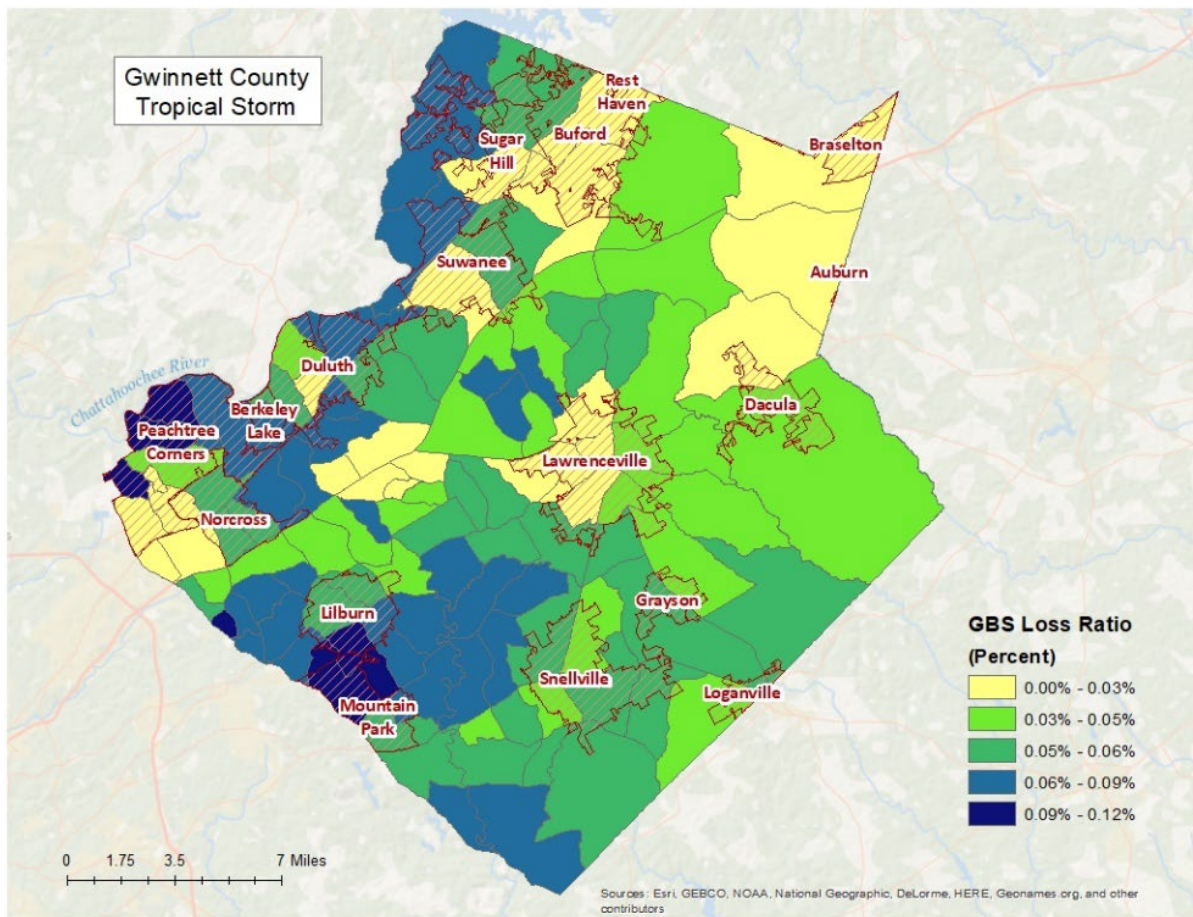 Gwinnett County
Tropical Storm
Rest
Haven
Buford
Sugar
Hill
Braselton
Suwanee
Auburn
Chattahoochee River
Duluth
Dacula
Berkeley
Lake
Peachtree
Corners
Lawrenceville
Norcross
Grayson
Lilburn
Snellville
Loganville
Mountain
Park
GBS Loss Ratio
(Percent)
0.00% - 0.03%
0.03% - 0.05%
0.05% - 0.06%
0.06% - 0.09%
0.09% - 0.12%
0 1.75 3.5 7 Miles
Sources: Esri, GEBCO, NOAA, National Geographic, DeLorme, HERE, Geonames.org, and other
contributors